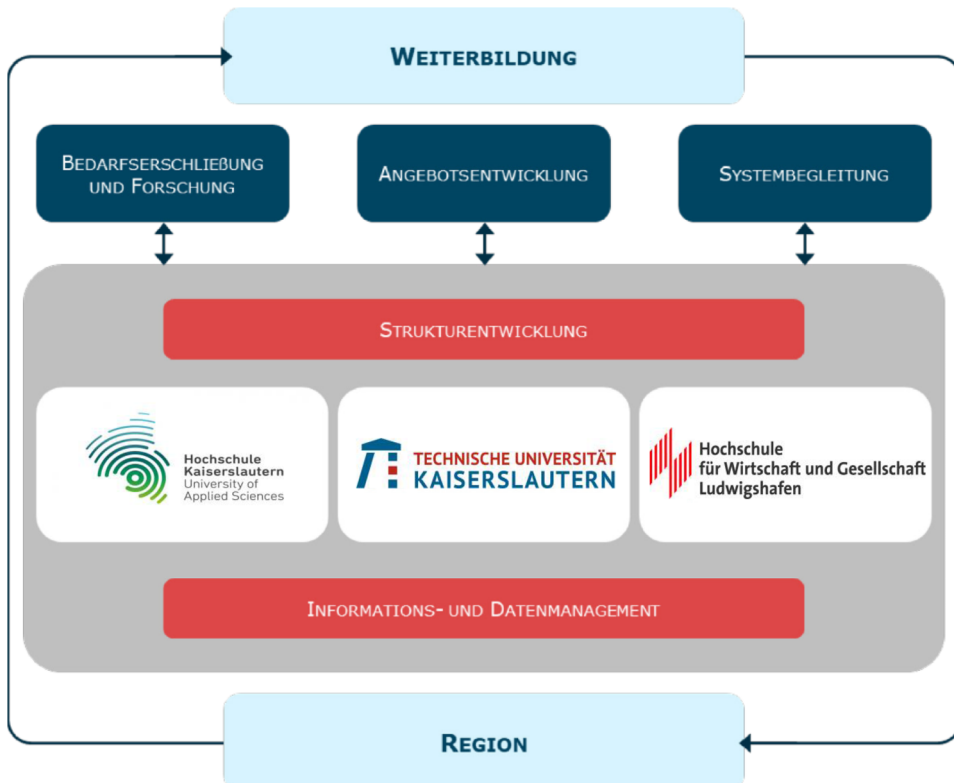 WEITERBILDUNG
BEDARFSERSCHLIEßUNG
UND FORSCHUNG
ANGEBOTSENTWICKLUNG
SYSTEMBEGLEITUNG
STRUKTURENTWICKLUNG
Hochschule
Kaiserslautern
University of
Applied Sciences
TECHNISCHE UNIVERSITÄT
KAISERSLAUTERN
Hochschule
für Wirtschaft und Gesellschaft
Ludwigshafen
INFORMATIONS- UND DATENMANAGEMENT
REGION